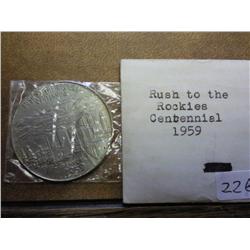 Rush to the
Rockies
Centennial
1959
226